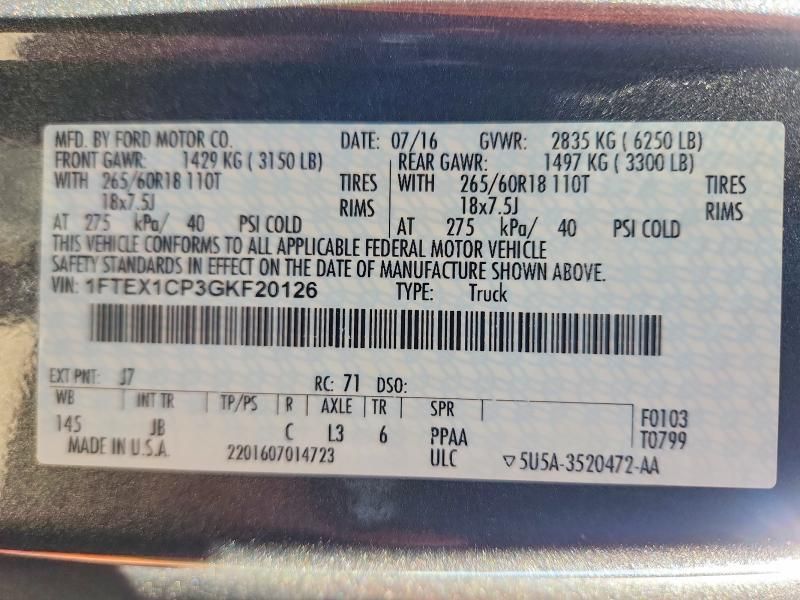 MFD. BY FORD MOTOR CO. DATE: 07/16 GVWR: 2835 KG ( 6250 LB)
FRONT GAWR: 1429 KG ( 3150 LB) REAR GAWR: 1497 KG ( 3300 LB)
WITH 265/60R18 110T TIRES WITH 265/60R18 110T TIRES
18x7.5J RIMS 18x7.5J RIMS
AT 275 kPa/ 40 PSI COLD AT 275 kPa/ 40 PSI COLD
THIS VEHICLE CONFORMS TO ALL APPLICABLE FEDERAL MOTOR VEHICLE
SAFETY STANDARDS IN EFFECT ON THE DATE OF MANUFACTURE SHOWN ABOVE.
VIN: 1FTEX1CP3GKF20126 TYPE: Truck
EXT PNT: J7 RC: 71 DSO:
WB INT TR TP/PS R AXLE TR SPR F0103
145 JB C L3 6 PPAA T0799
MADE IN U.S.A. 2201607014723 ULC ▽5U5A-3520472-AA